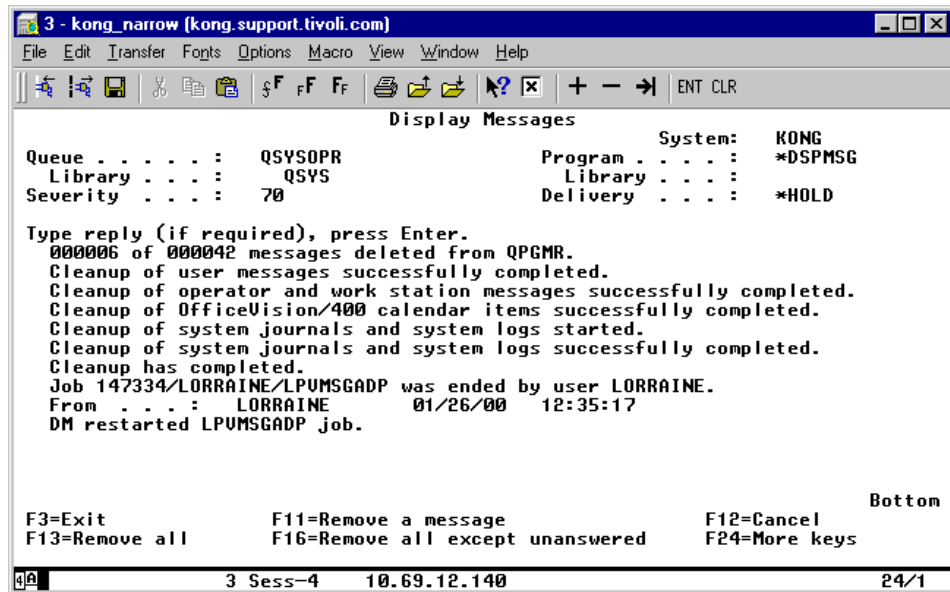 3 - kong_narrow (kong.support.tivoli.com)
File Edit Transfer Fonts Options Macro View Window Help
ENT CLR
Display Messages
System: KONG
Queue . . . . . : QSYSOPR Program . . . . : *DSPMSG
Library . . . : QSYS Library . . . :
Severity . . . : 70 Delivery . . . : *HOLD
Type reply (if required), press Enter.
000006 of 000042 messages deleted from QPGMR.
Cleanup of user messages successfully completed.
Cleanup of operator and work station messages successfully completed.
Cleanup of OfficeVision/400 calendar items successfully completed.
Cleanup of system journals and system logs started.
Cleanup of system journals and system logs successfully completed.
Cleanup has completed.
Job 147334/LORRAINE/LPVMSGADP was ended by user LORRAINE.
From . . . : LORRAINE 01/26/00 12:35:17
DM restarted LPVMSGADP job.
Bottom
F3=Exit F11=Remove a message F12=Cancel
F13=Remove all F16=Remove all except unanswered F24=More keys
4A 3 Sess-4 10.69.12.140 24/1